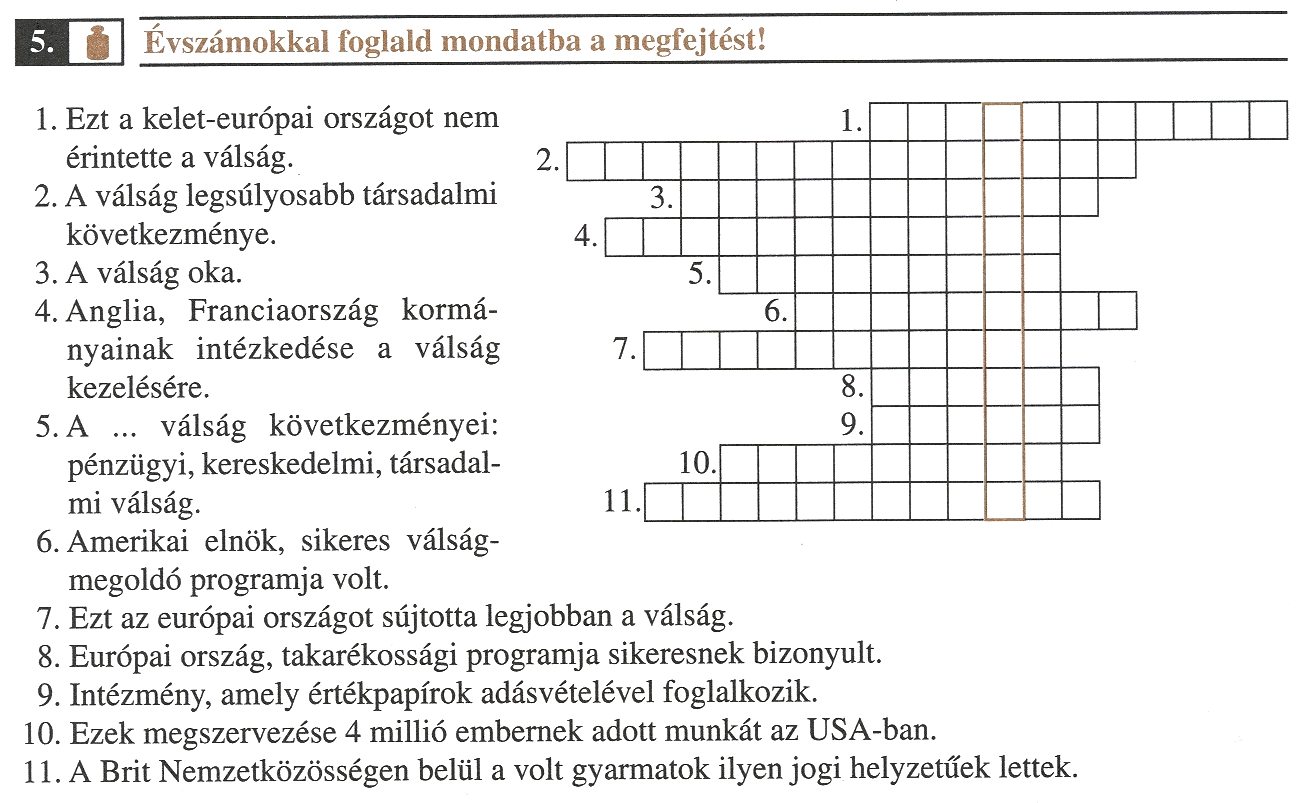 5. Évszámokkal foglald mondatba a megfejtést!
1. Ezt a kelet-európai országot nem
érintette a válság.
2. A válság legsúlyosabb társadalmi
következménye.
3. A válság oka.
4. Anglia, Franciaország kormá-
nyainak intézkedése a válság
kezelésére.
5. A ... válság következményei:
pénzügyi, kereskedelmi, társadal-
mi válság.
6. Amerikai elnök, sikeres válság-
megoldó programja volt.
7. Ezt az európai országot sújtotta legjobban a válság.
8. Európai ország, takarékossági programja sikeresnek bizonyult.
9. Intézmény, amely értékpapírok adásvételével foglalkozik.
10. Ezek megszervezése 4 millió embernek adott munkát az USA-ban.
11. A Brit Nemzetközösségen belül a volt gyarmatok ilyen jogi helyzetűek lettek.
1.
2.
3.
4.
5.
6.
7.
8.
9.
10.
11.